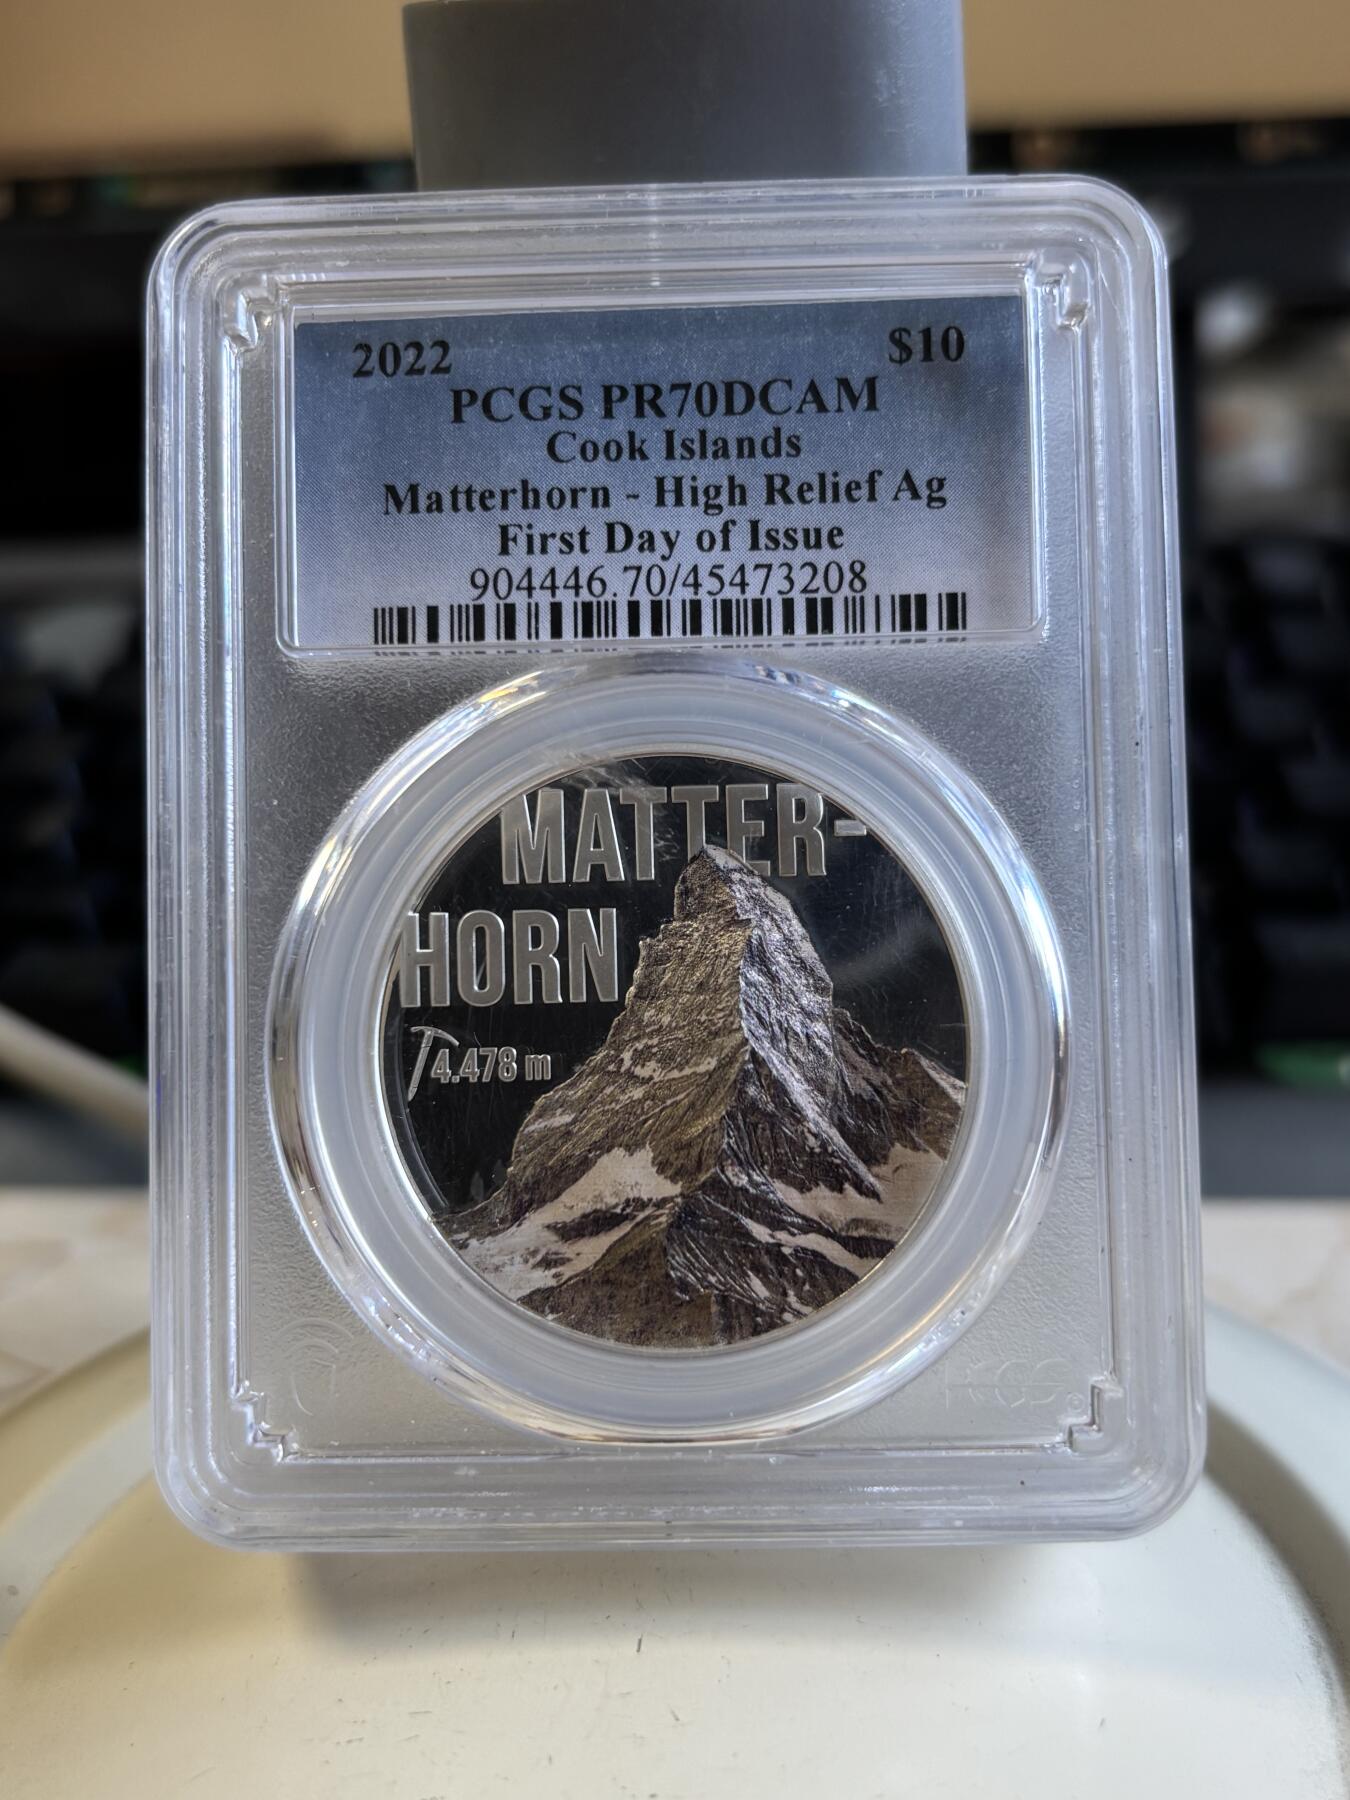 2022 $10
PCGS PR70DCAM
Cook Islands
Matterhorn - High Relief Ag
First Day of Issue
904446.70/45473208
MATTER-
HORN
4.478 m
PCGS